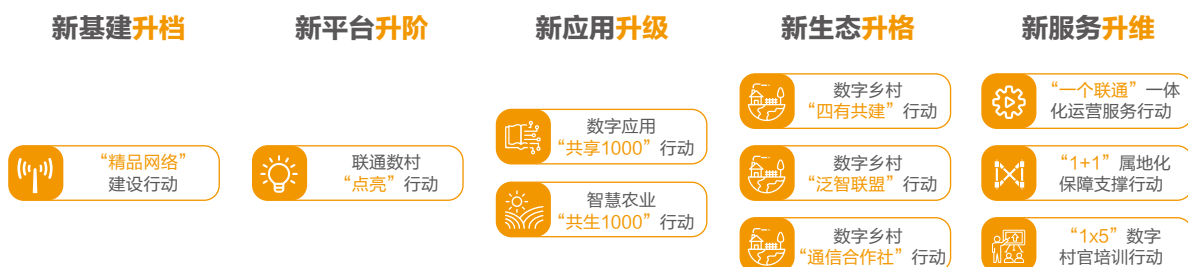 新基建升档
新平台升阶
新应用升级
新生态升格
新服务升维
“精品网络”
建设行动
联通数村
“点亮”行动
数字应用
“共享1000”行动
智慧农业
“共生1000”行动
数字乡村
“四有共建”行动
数字乡村
“泛智联盟”行动
数字乡村
“通信合作社”行动
“一个联通”一体
化运营服务行动
“1+1”属地化
保障支撑行动
“1x5”数字
村官培训行动